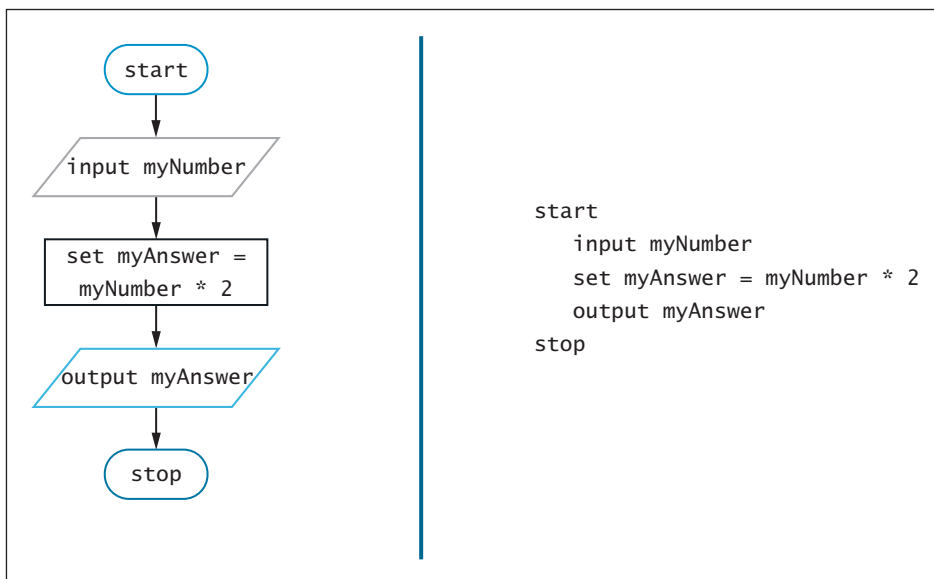 start
input myNumber
set myAnswer =
myNumber * 2
output myAnswer
stop
start
input myNumber
set myAnswer = myNumber * 2
output myAnswer
stop